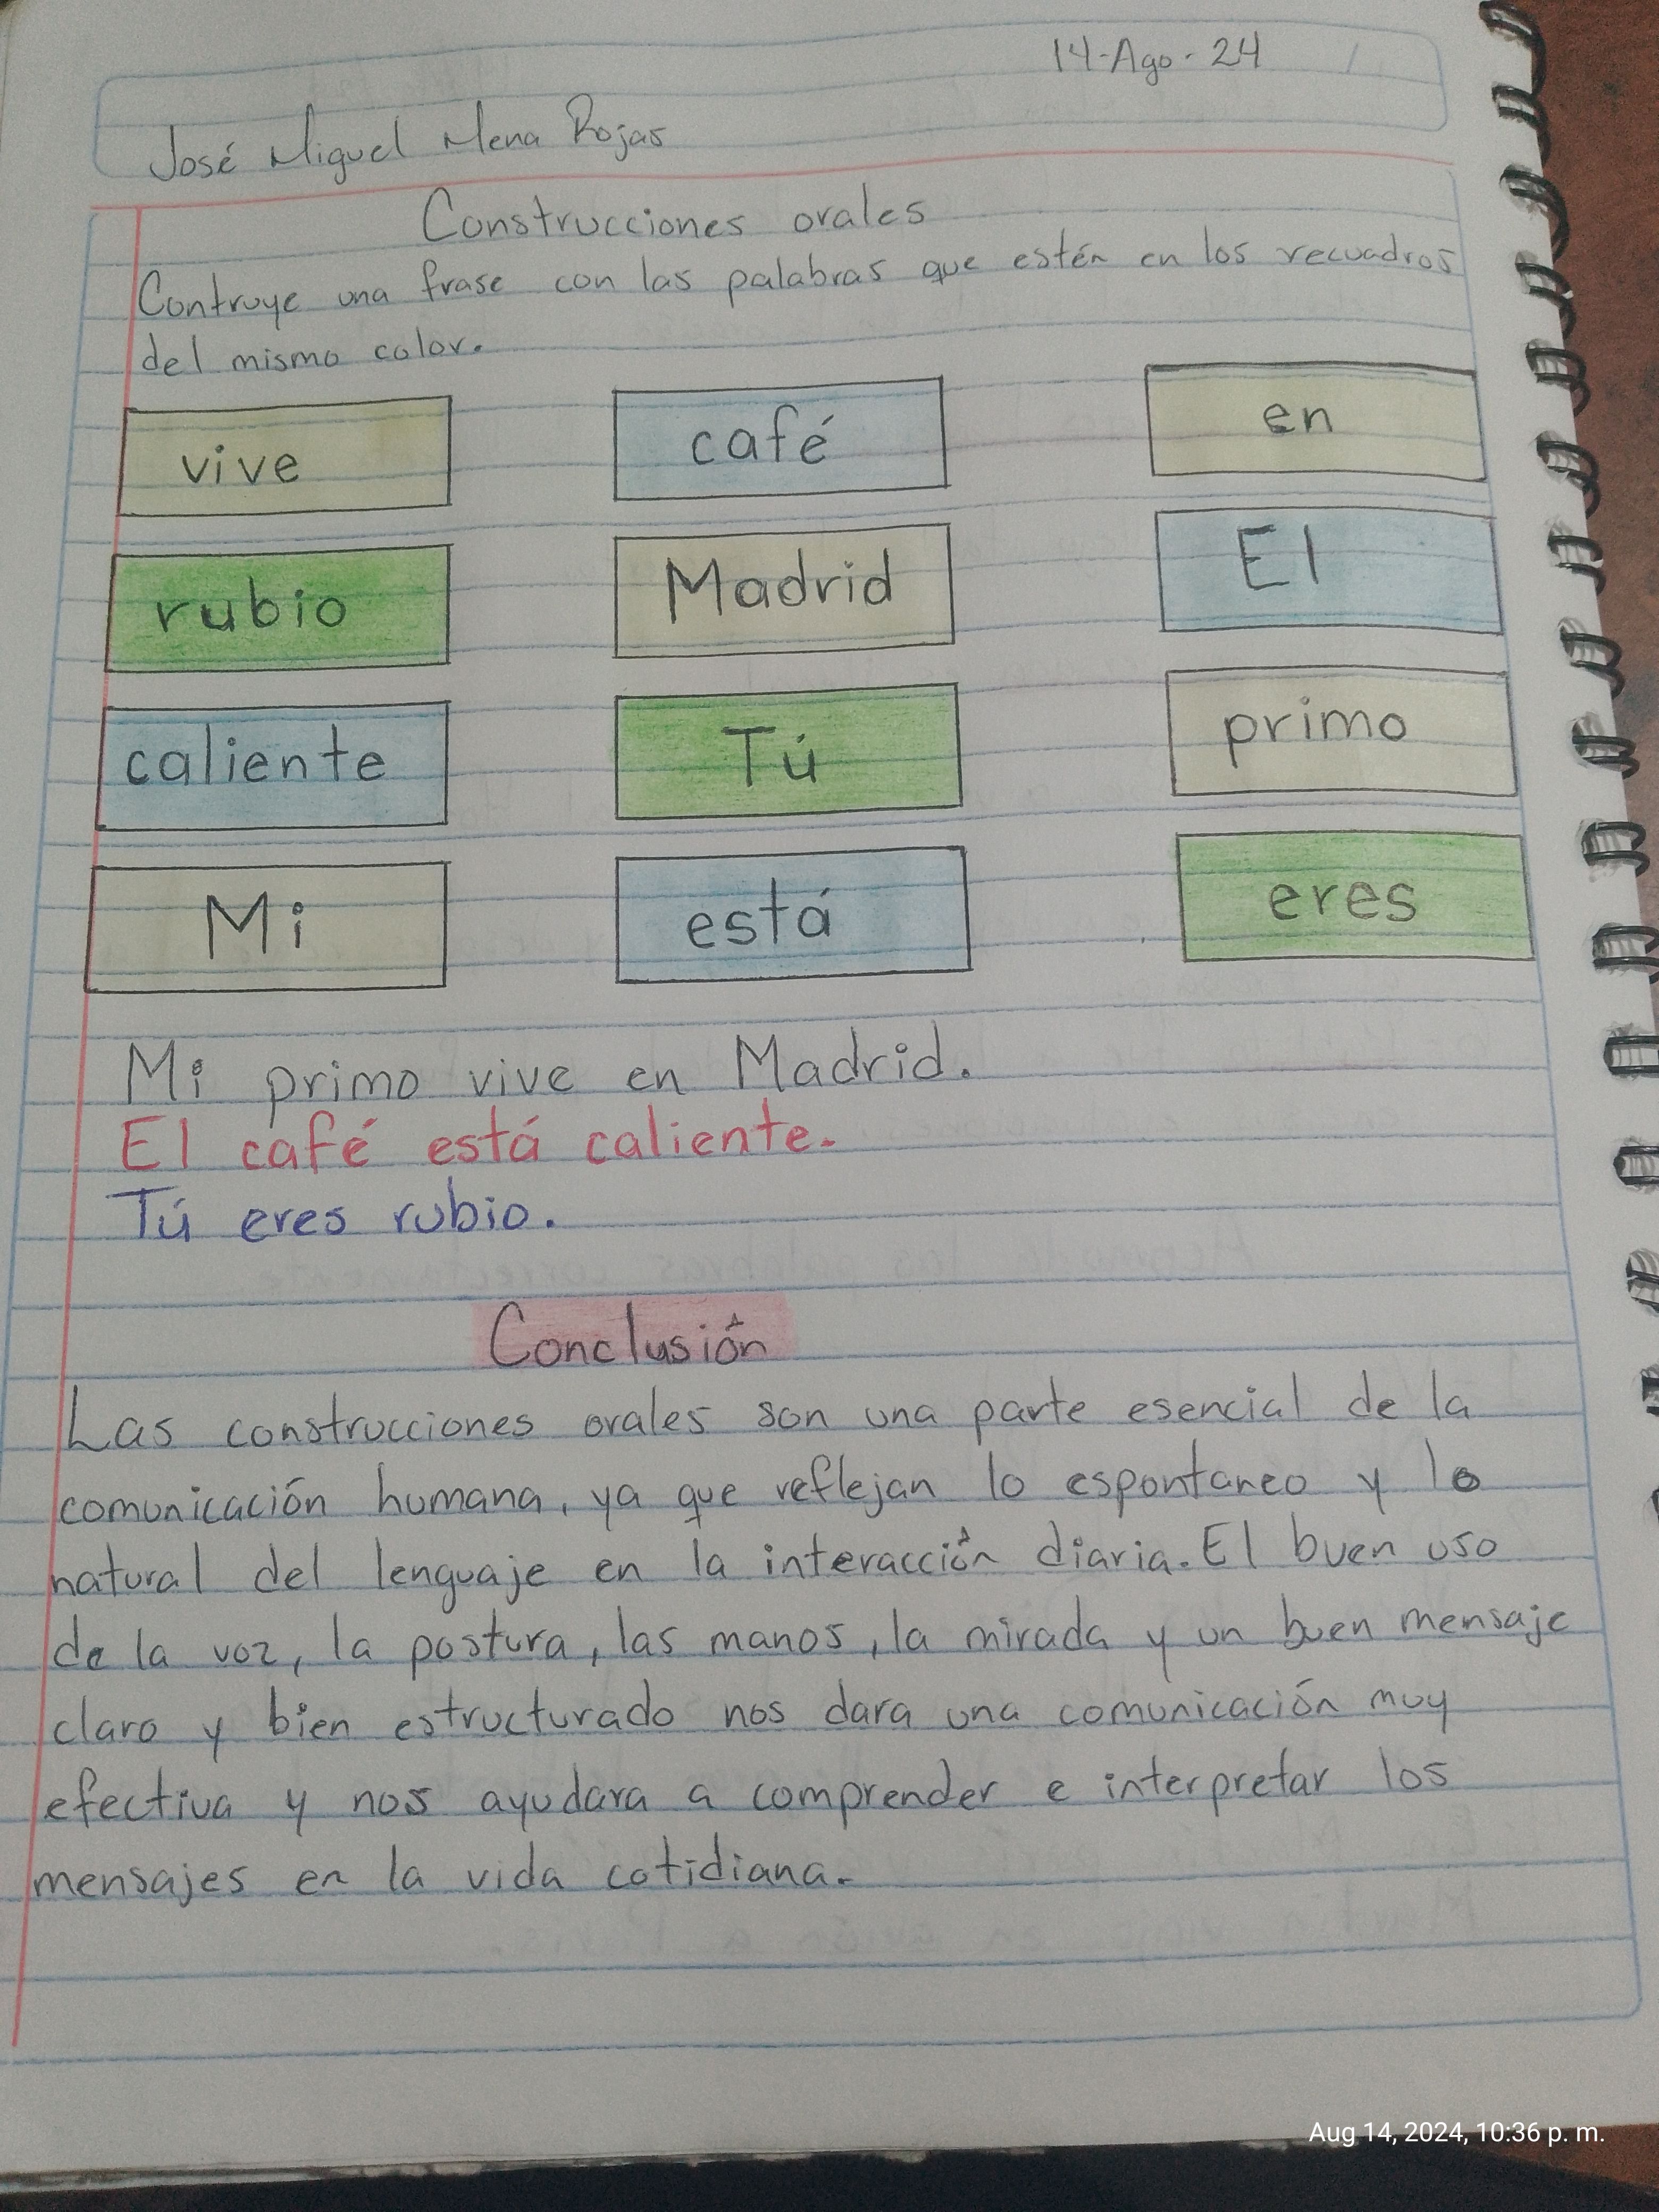 14-Ago-24
José Miguel Mena Rojas
Construcciones orales
Contruye una frase con las palabras que estén en los recuadros
del mismo color.
vive café en
rubio Madrid El
caliente Tú primo
Mi está eres
Mi primo vive en Madrid.
El café está caliente.
Tú eres rubio.
Conclusión
Las construcciones orales son una parte esencial de la
comunicación humana, ya que reflejan lo espontaneo y lo
natural del lenguaje en la interacción diaria. El buen uso
de la voz, la postura, las manos, la mirada y un buen mensaje
claro y bien estructurado nos dara una comunicación muy
efectiva y nos ayudara a comprender e interpretar los
mensajes en la vida cotidiana.
Aug 14, 2024, 10:36 p. m.